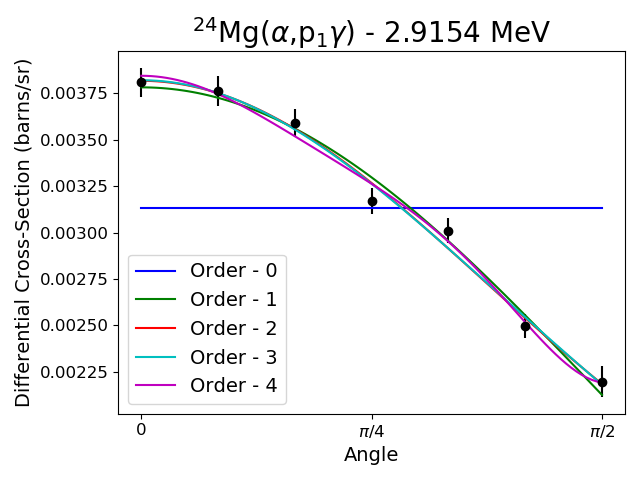 ²⁴Mg(α,p₁γ) - 2.9154 MeV
Differential Cross-Section (barns/sr)
0.00375
0.00350
0.00325
0.00300
0.00275
0.00250
0.00225
Order - 0
Order - 1
Order - 2
Order - 3
Order - 4
0 π/4 π/2
Angle